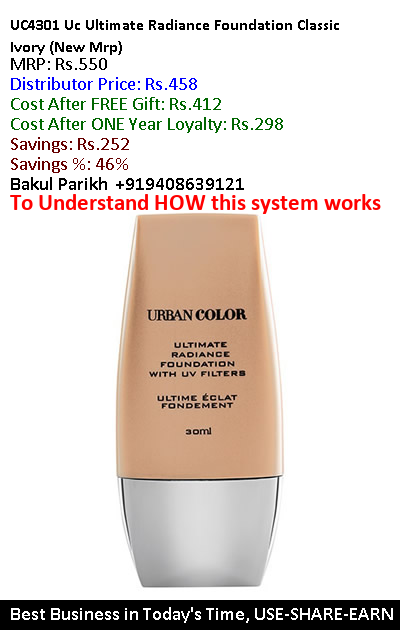 UC4301 Uc Ultimate Radiance Foundation Classic
Ivory (New Mrp)
MRP: Rs.550
Distributor Price: Rs.458
Cost After FREE Gift: Rs.412
Cost After ONE Year Loyalty: Rs.298
Savings: Rs.252
Savings %: 46%
Bakul Parikh +919408639121
To Understand HOW this system works
URBAN COLOR
ULTIMATE
RADIANCE
FOUNDATION
WITH UV FILTERS
ULTIME ÉCLAT
FONDEMENT
30ml
Best Business in Today's Time, USE-SHARE-EARN